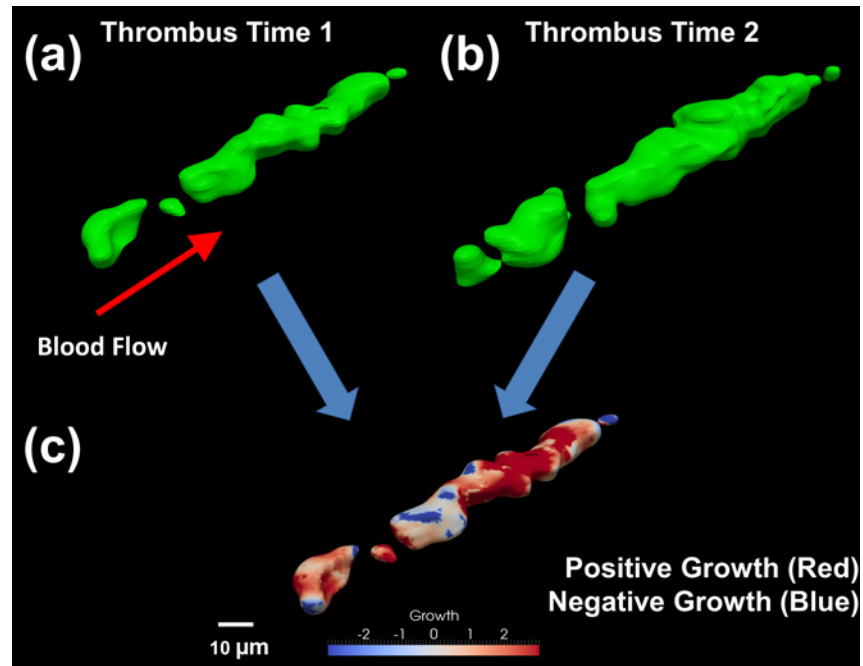 Thrombus Time 1
Thrombus Time 2
(a)
(b)
Blood Flow
(c)
Positive Growth (Red)
Negative Growth (Blue)
Growth
-2 -1 0 1 2
10 µm